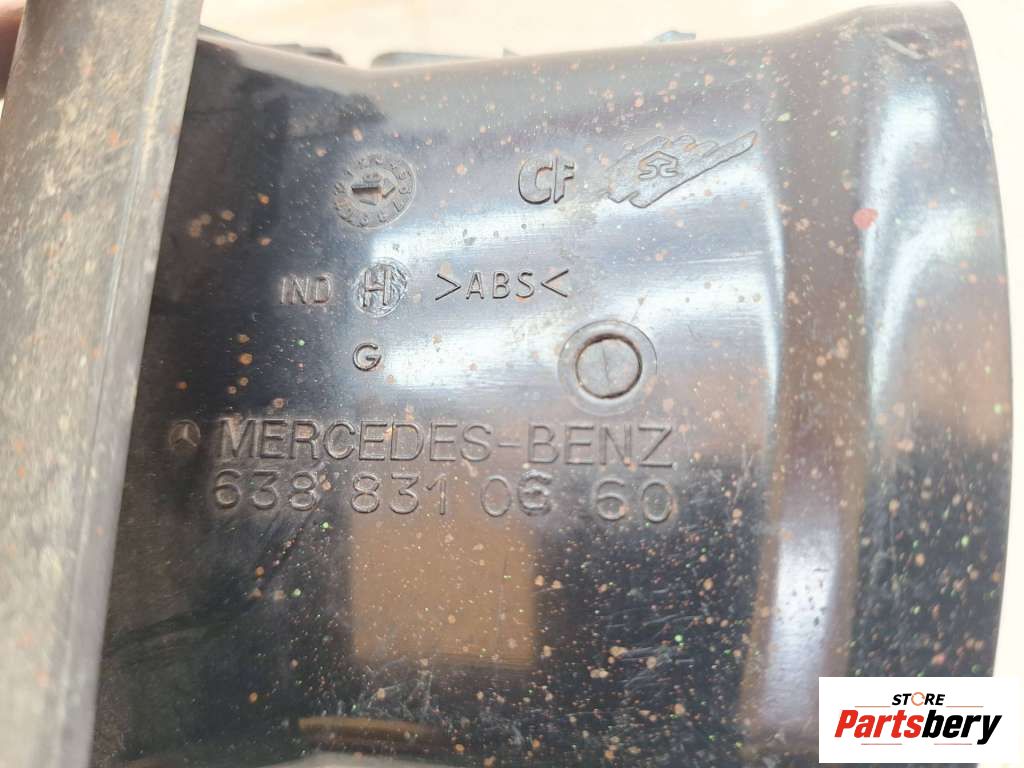 CF
IND H >ABS<
G
MERCEDES-BENZ
638 831 06 60
STORE
Partsbery